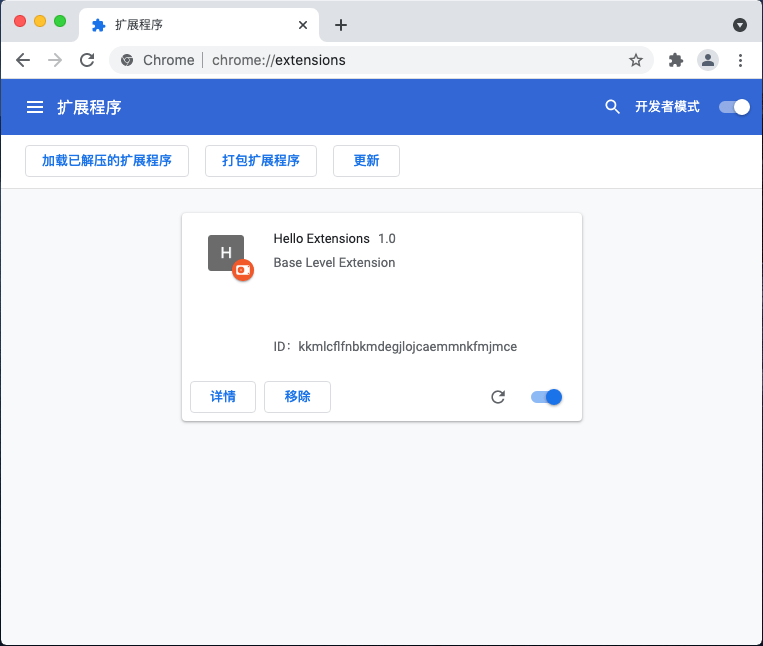 扩展程序
Chrome | chrome://extensions
扩展程序
开发者模式
加载已解压的扩展程序
打包扩展程序
更新
H
Hello Extensions 1.0
Base Level Extension
ID：kkmlcflfnbkmdegjlojcaemmnkfmjmce
详情
移除